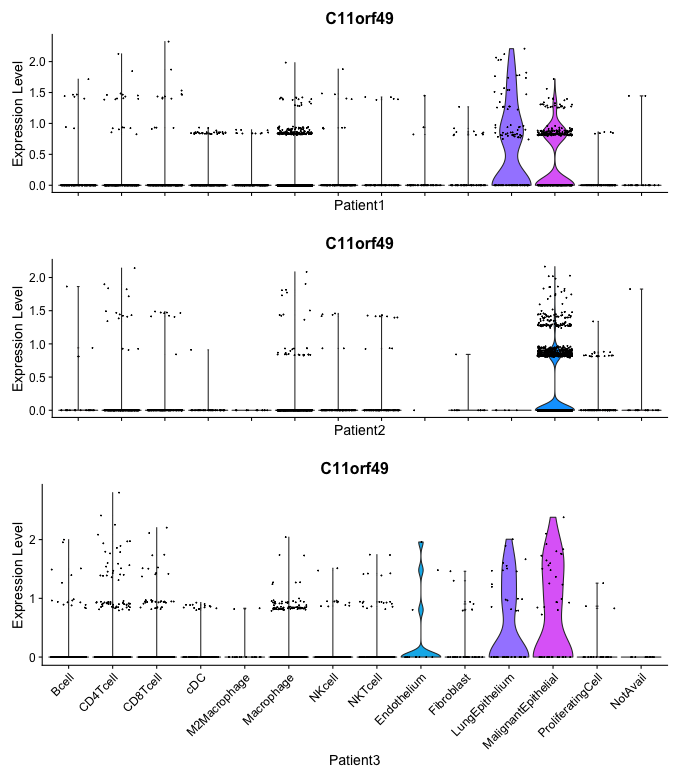 C11orf49
Expression Level
2.0
1.5
1.0
0.5
0.0
Patient1
C11orf49
Expression Level
2.0
1.5
1.0
0.5
0.0
Patient2
C11orf49
Expression Level
2
1
0
Bcell
CD4Tcell
CD8Tcell
cDC
M2Macrophage
Macrophage
NKcell
NKTcell
Endothelium
Fibroblast
LungEpithelium
MalignantEpithelial
ProliferatingCell
NotAvail
Patient3